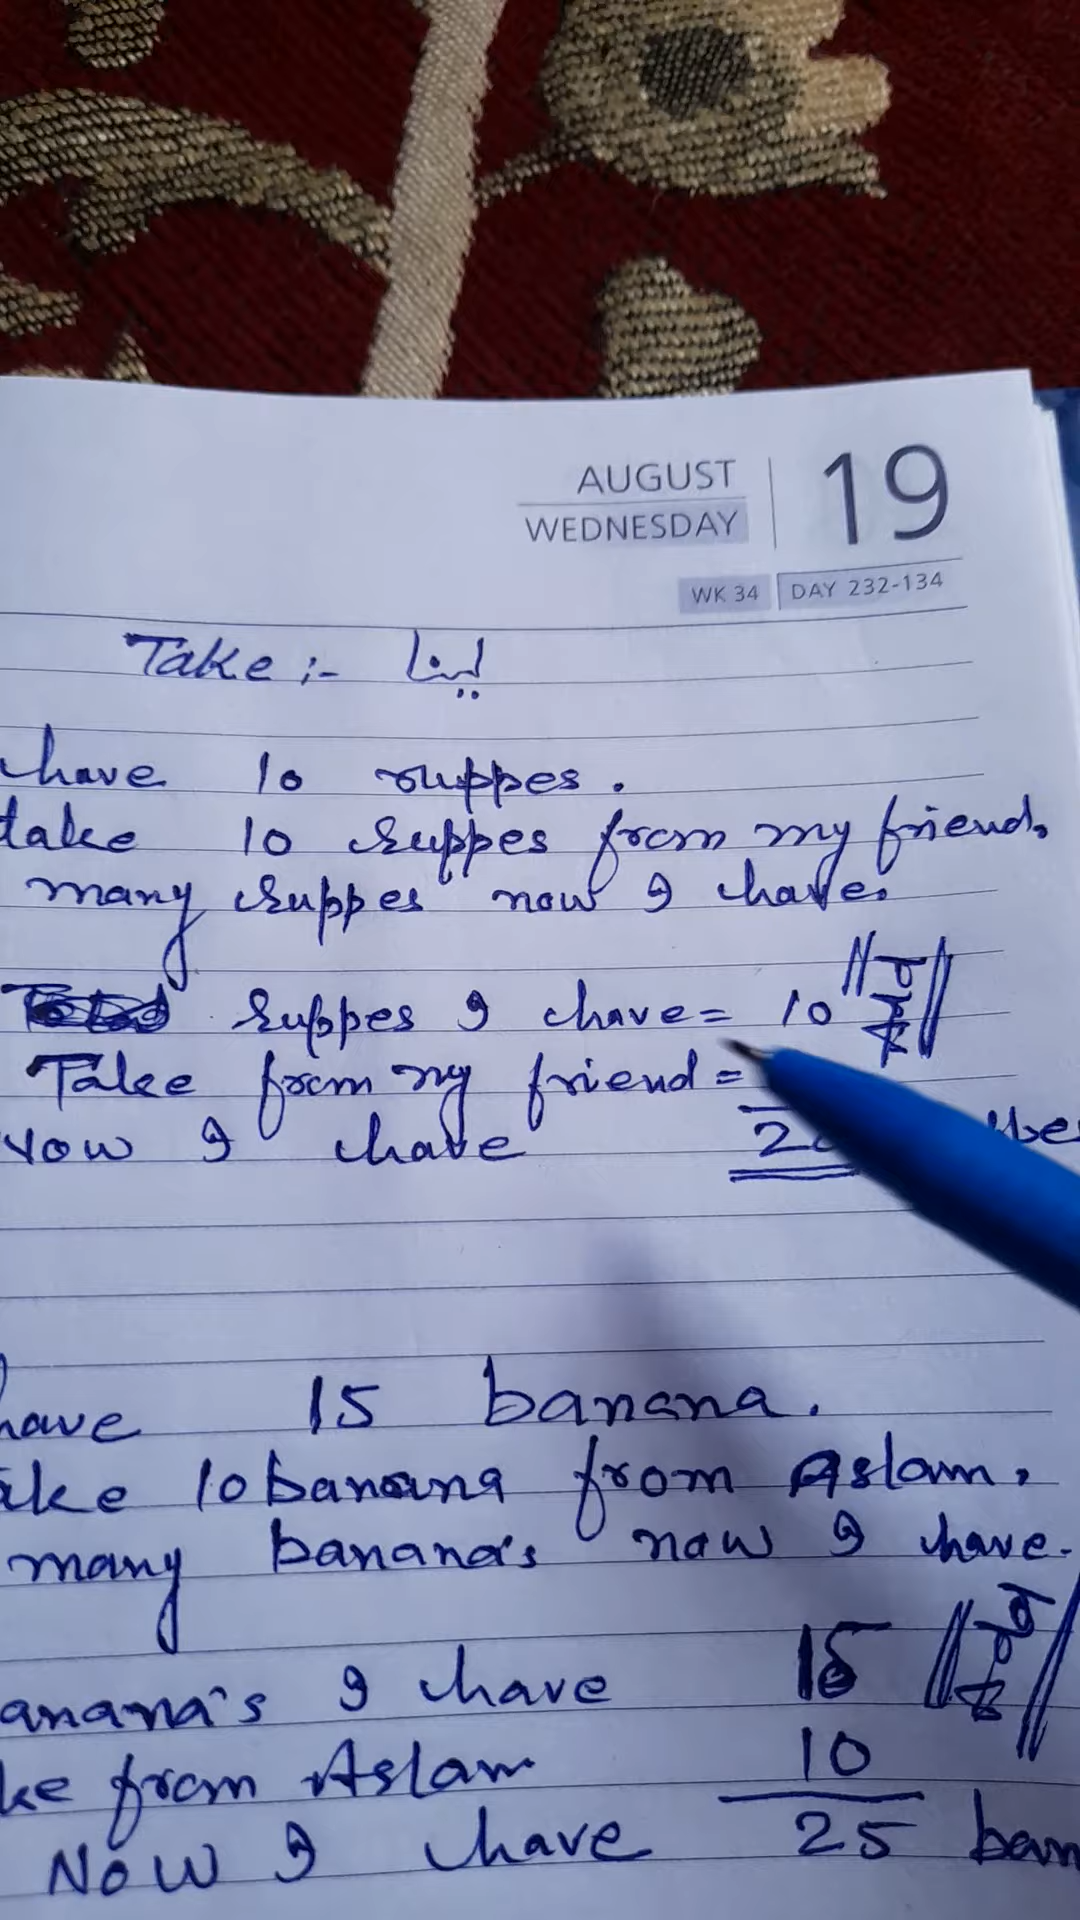 AUGUST
WEDNESDAY
19
WK 34 DAY 232-134
Take :- لینا
have 10 ruppes.
take 10 ruppes from my friend,
many ruppes now I have.
ruppes I have = 10
Take from my friend =
Now I have
have 15 banana.
ake 10 banana from Aslam,
many banana's now I have.
anana's I have 15
ke from Aslam 10
Now I have 25 ban